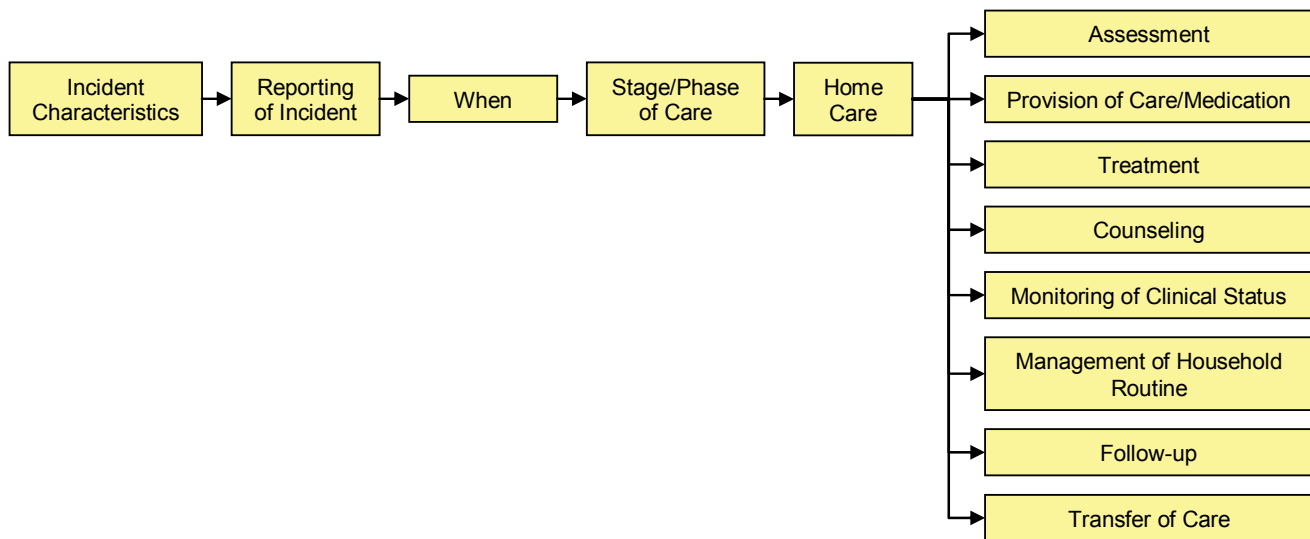 Incident
Characteristics
Reporting
of Incident
When
Stage/Phase
of Care
Home
Care
Assessment
Provision of Care/Medication
Treatment
Counseling
Monitoring of Clinical Status
Management of Household
Routine
Follow-up
Transfer of Care